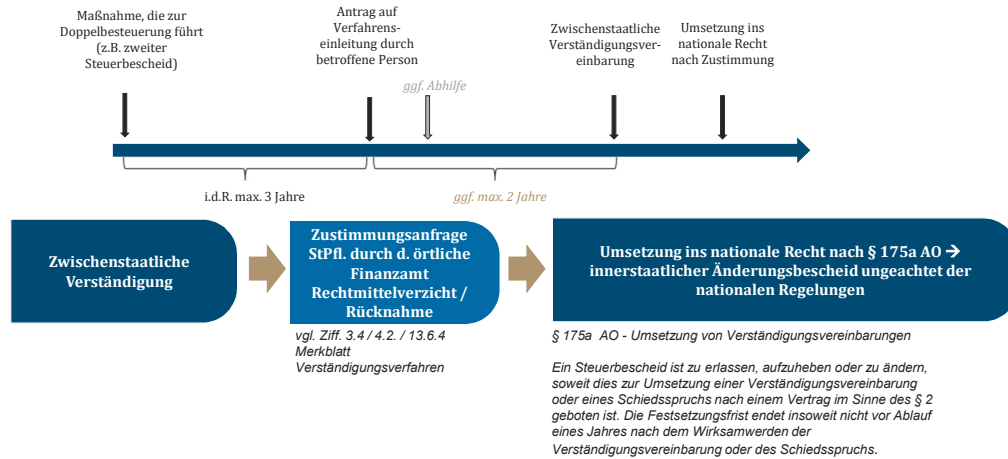 Maßnahme, die zur
Doppelbesteuerung führt
(z.B. zweiter
Steuerbescheid)
Antrag auf
Verfahrens-
einleitung durch
betroffene Person
ggf. Abhilfe
Zwischenstaatliche
Verständigungsver-
einbarung
Umsetzung ins
nationale Recht
nach Zustimmung
i.d.R. max. 3 Jahre
ggf. max. 2 Jahre
Zwischenstaatliche
Verständigung
Zustimmungsanfrage
StPfl. durch d. örtliche
Finanzamt
Rechtmittelverzicht /
Rücknahme
Umsetzung ins nationale Recht nach § 175a AO →
innerstaatlicher Änderungsbescheid ungeachtet der
nationalen Regelungen
vgl. Ziff. 3.4 / 4.2. / 13.6.4
Merkblatt
Verständigungsverfahren
§ 175a AO - Umsetzung von Verständigungsvereinbarungen
Ein Steuerbescheid ist zu erlassen, aufzuheben oder zu ändern,
soweit dies zur Umsetzung einer Verständigungsvereinbarung
oder eines Schiedsspruchs nach einem Vertrag im Sinne des § 2
geboten ist. Die Festsetzungsfrist endet insoweit nicht vor Ablauf
eines Jahres nach dem Wirksamwerden der
Verständigungsvereinbarung oder des Schiedsspruchs.